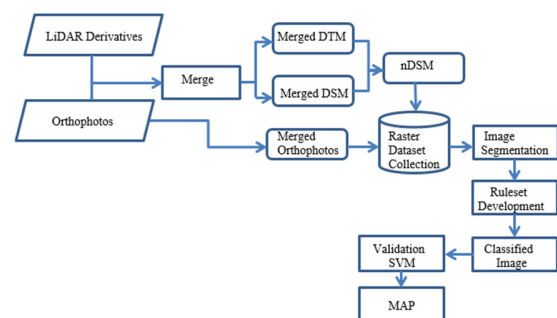 LiDAR Derivatives
Orthophotos
Merge
Merged DTM
Merged DSM
nDSM
Merged
Orthophotos
Raster
Dataset
Collection
Image
Segmentation
Ruleset
Development
Classified
Image
Validation
SVM
MAP